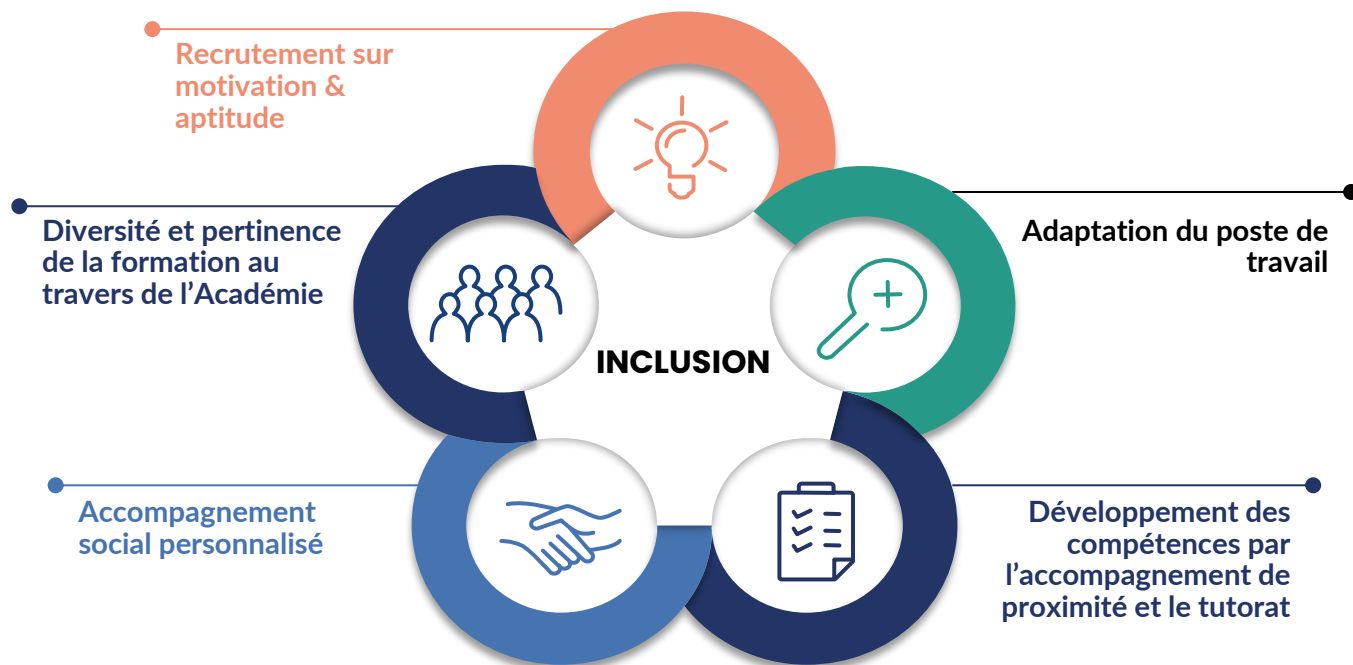 Recrutement sur
motivation &
aptitude
Diversité et pertinence
de la formation au
travers de l’Académie
Adaptation du poste de
travail
INCLUSION
Accompagnement
social personnalisé
Développement des
compétences par
l’accompagnement de
proximité et le tutorat